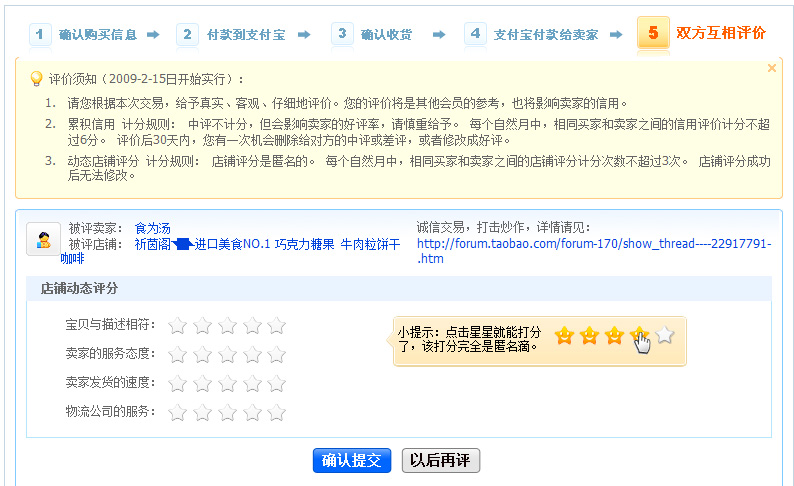 1 确认购买信息 2 付款到支付宝 3 确认收货 4 支付宝付款给卖家 5 双方互相评价
评价须知（2009-2-15日开始实行）：
1. 请您根据本次交易，给予真实、客观、仔细地评价。您的评价将是其他会员的参考，也将影响卖家的信用。
2. 累积信用 计分规则： 中评不计分，但会影响卖家的好评率，请慎重给予。 每个自然月中，相同买家和卖家之间的信用评价计分不超
过6分。 评价后30天内，您有一次机会删除给对方的中评或差评，或者修改成好评。
3. 动态店铺评分 计分规则： 店铺评分是匿名的。 每个自然月中，相同买家和卖家之间的店铺评分计分次数不超过3次。 店铺评分成功
后无法修改。
被评卖家： 食为汤
被评店铺： 祈茵阁 进口美食NO.1 巧克力糖果 牛肉粒饼干
咖啡
诚信交易，打击炒作，详情请见：
http://forum.taobao.com/forum-170/show_thread----22917791-
.htm
店铺动态评分
宝贝与描述相符：
卖家的服务态度：
卖家发货的速度：
物流公司的服务：
小提示：点击星星就能打分
了，该打分完全是匿名滴。
确认提交 以后再评